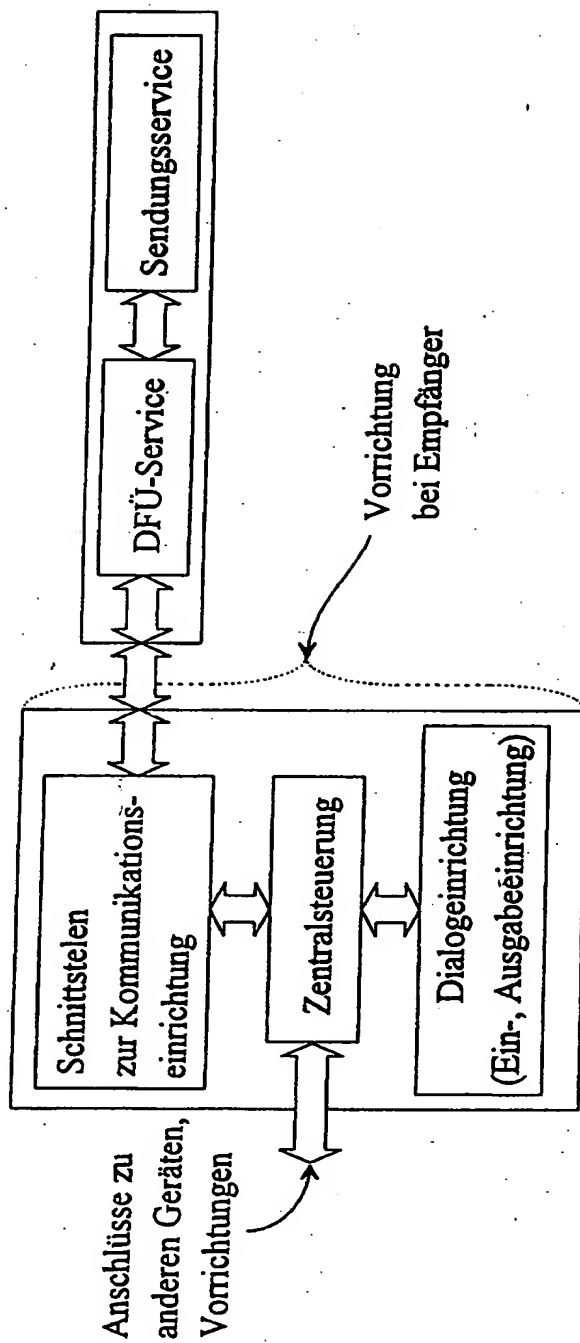 Sendungsservice
DFÜ-Service
Vorrichtung
bei Empfänger
Schnittstelen
zur Kommunikations-
einrichtung
Zentralsteuerung
Dialogeinrichtung
(Ein-, Ausgabeeinrichtung)
Anschlüsse zu
anderen Geräten,
Vorrichtungen